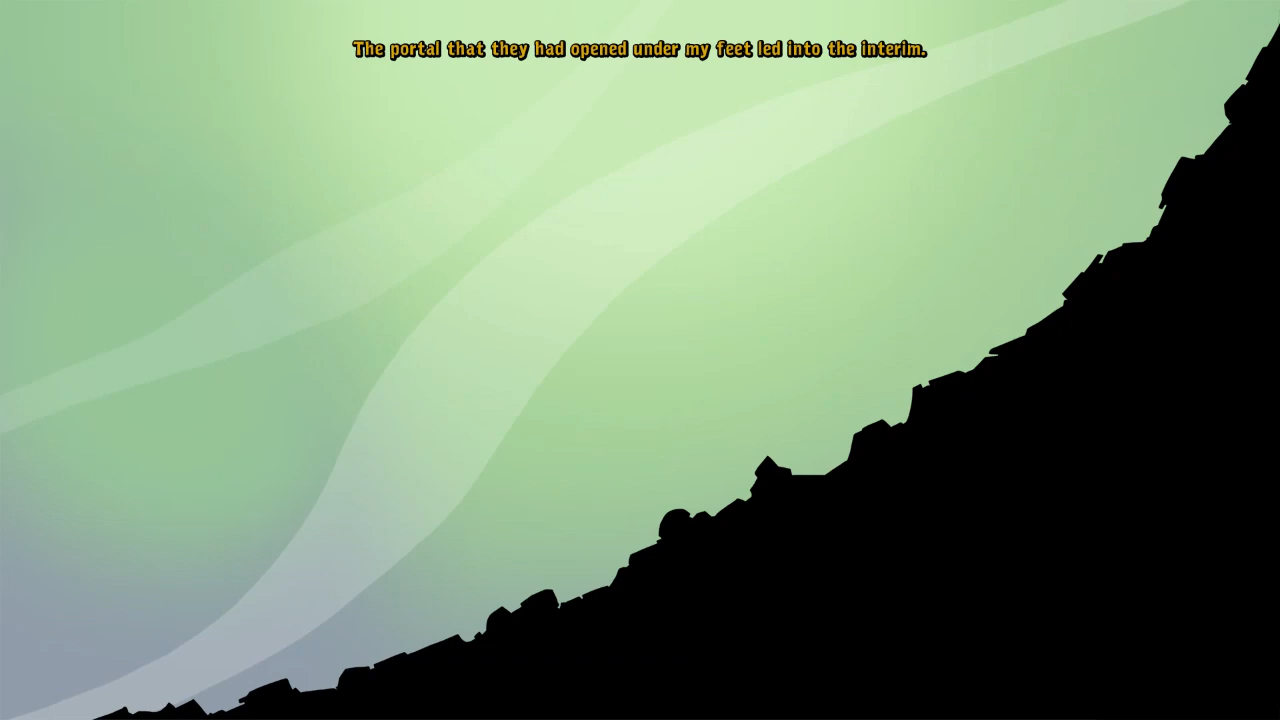 The portal that they had opened under my feet led into the interim.